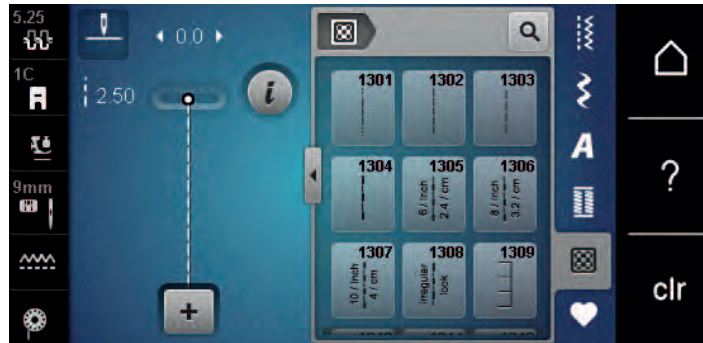 5.25
0.0
1C
2.50
9mm
1301
1302
1303
1304
1305
6 / Inch
2.4 / cm
1306
8 / Inch
3.2 / cm
1307
10 / Inch
4 / cm
1308
irregular
look
1309
A
?
clr
i